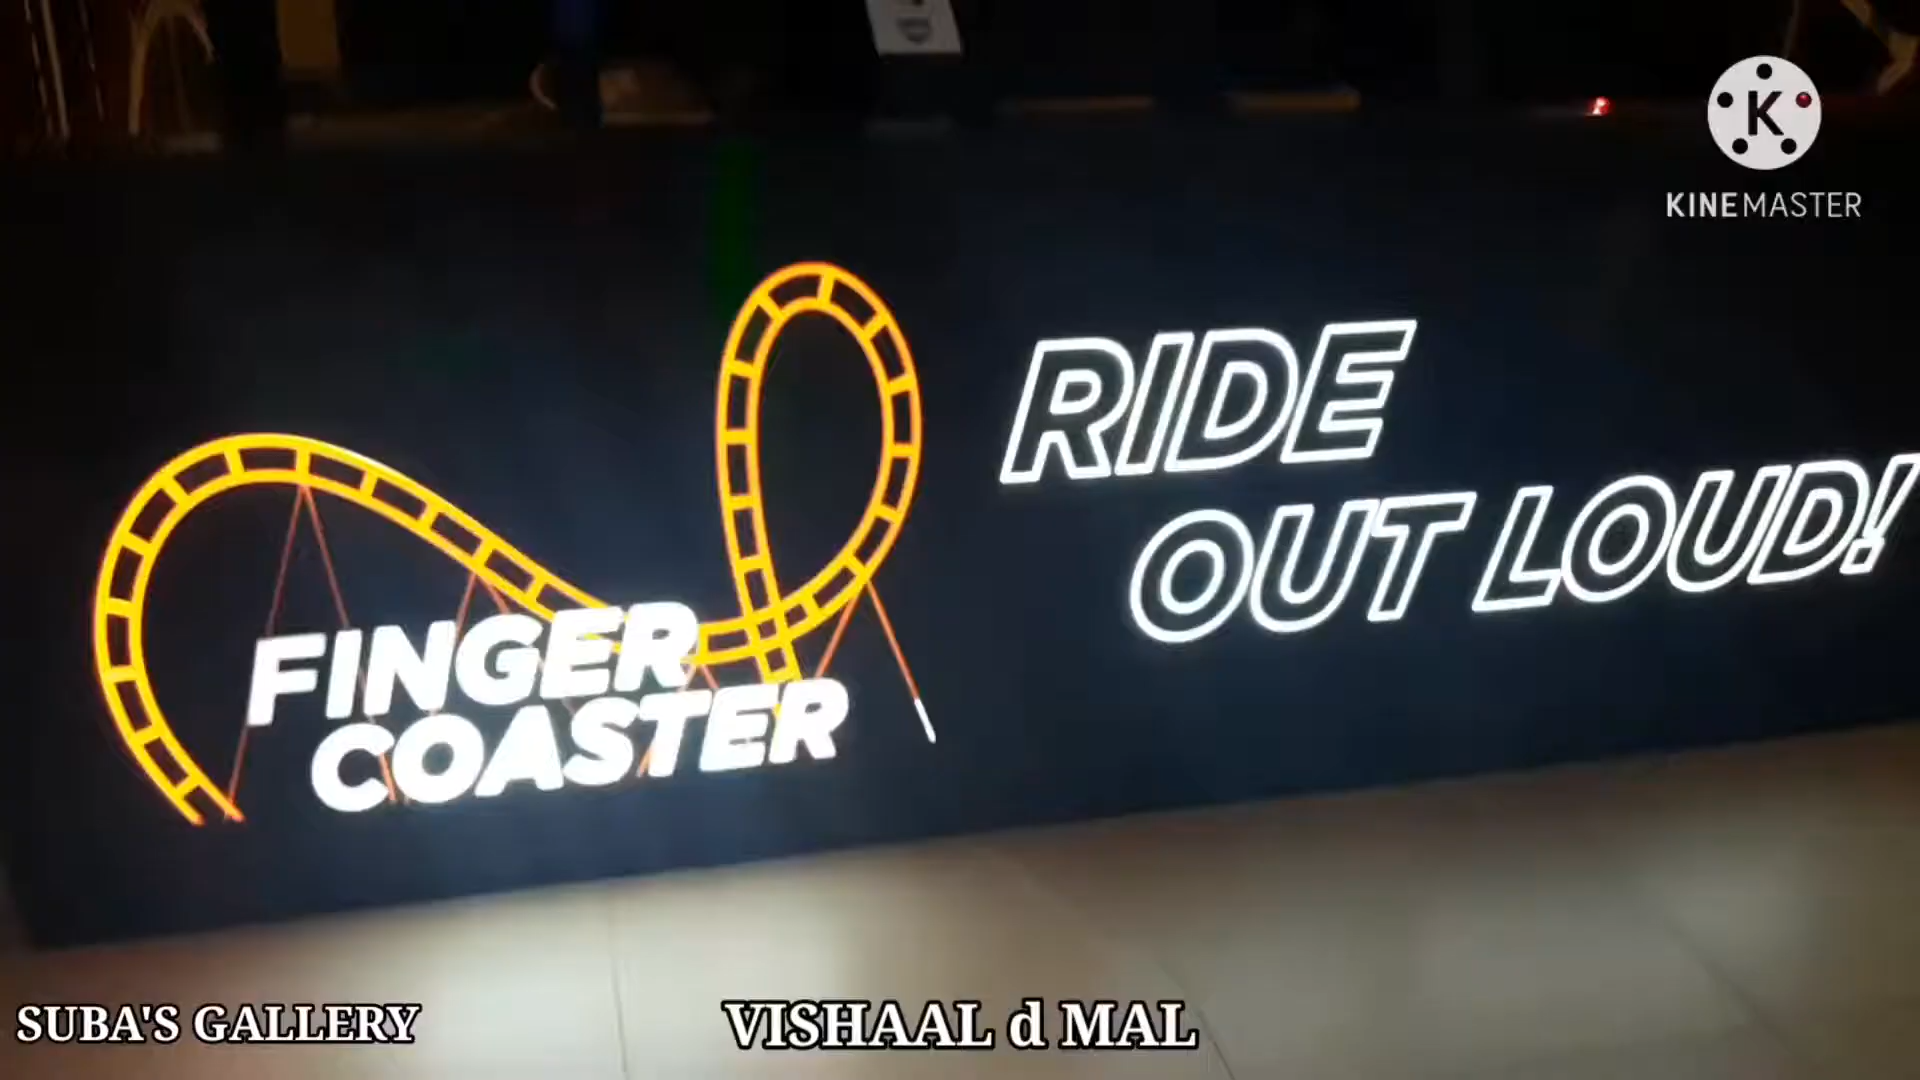 K
KINEMASTER
RIDE
OUT LOUD!
FINGER
COASTER
SUBA'S GALLERY
VISHAAL d MAL